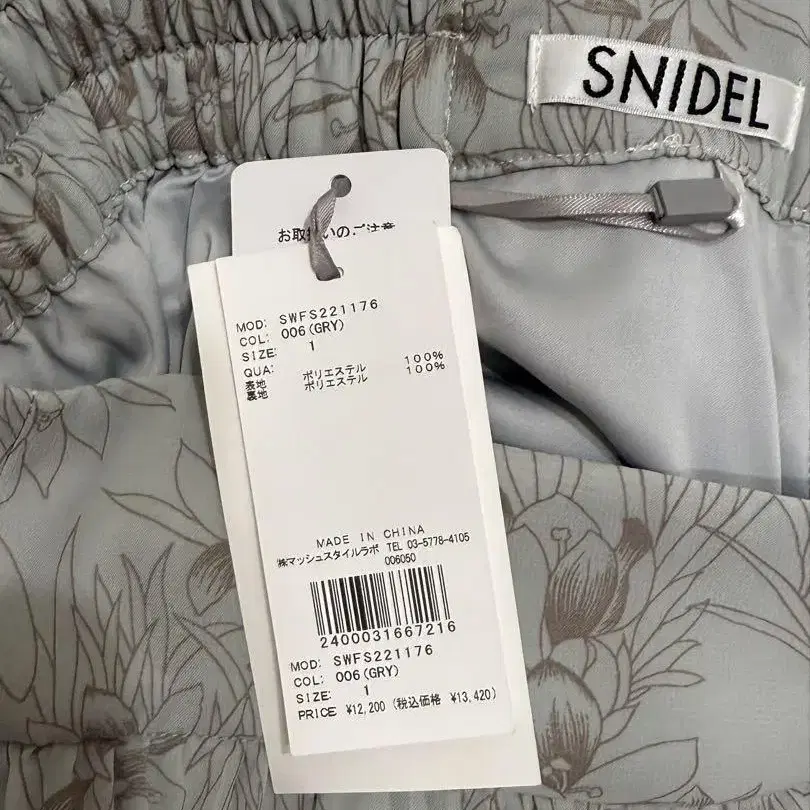 SNIDEL
お取扱いのご注意
MOD: SWFS221176
COL: 006(GRY)
SIZE: 1
QUA:
表地 ポリエステル 100%
裏地 ポリエステル 100%
MADE IN CHINA
㈱マッシュスタイルラボ TEL 03-5778-4105
006050
2400031667216
MOD: SWFS221176
COL: 006(GRY)
SIZE: 1
PRICE: ¥12,200 (税込価格 ¥13,420)